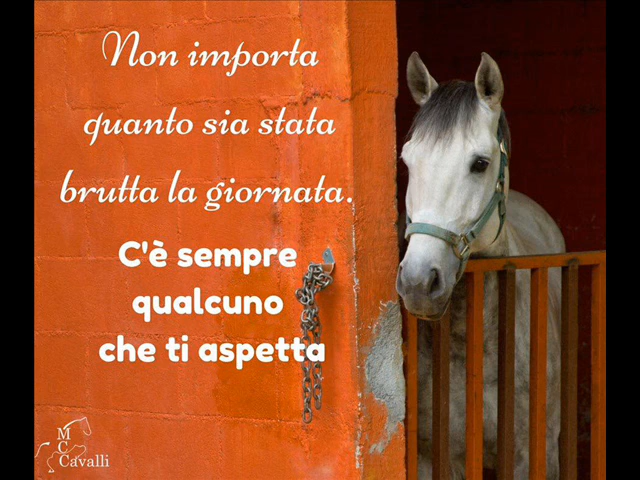 Non importa
quanto sia stata
brutta la giornata.
C'è sempre
qualcuno
che ti aspetta
M
C
Cavalli